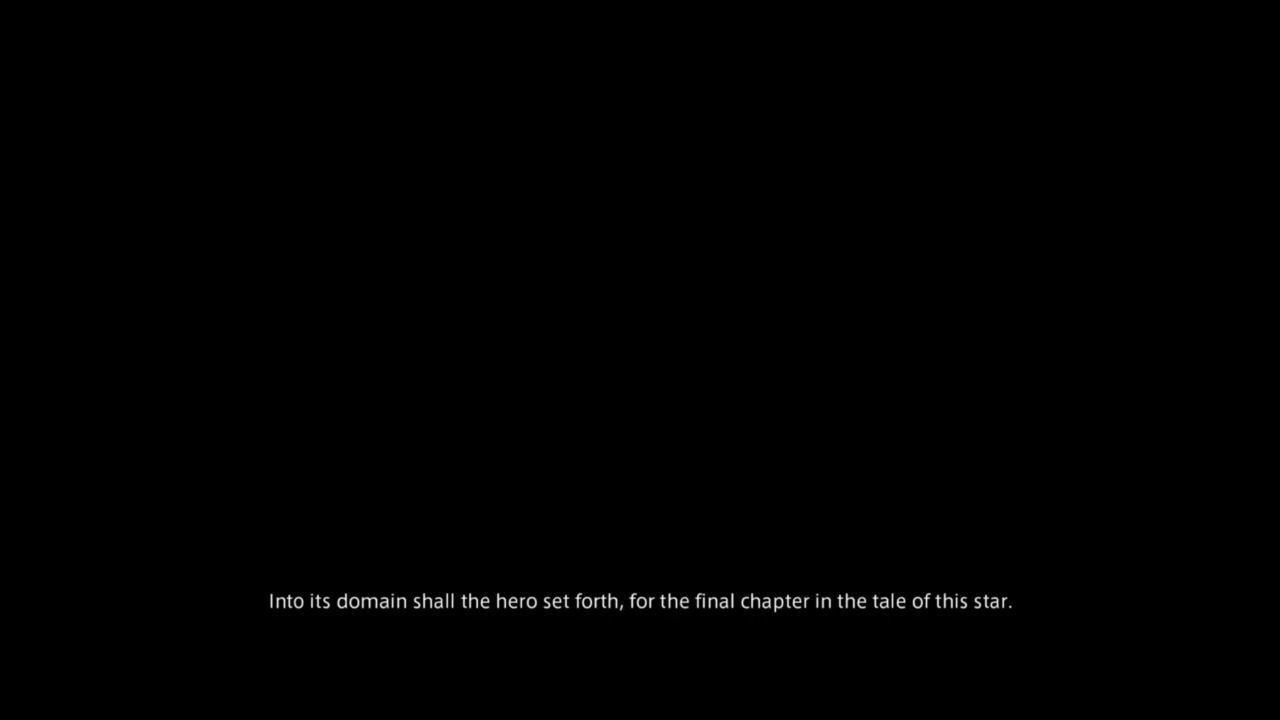 Into its domain shall the hero set forth, for the final chapter in the tale of this star.